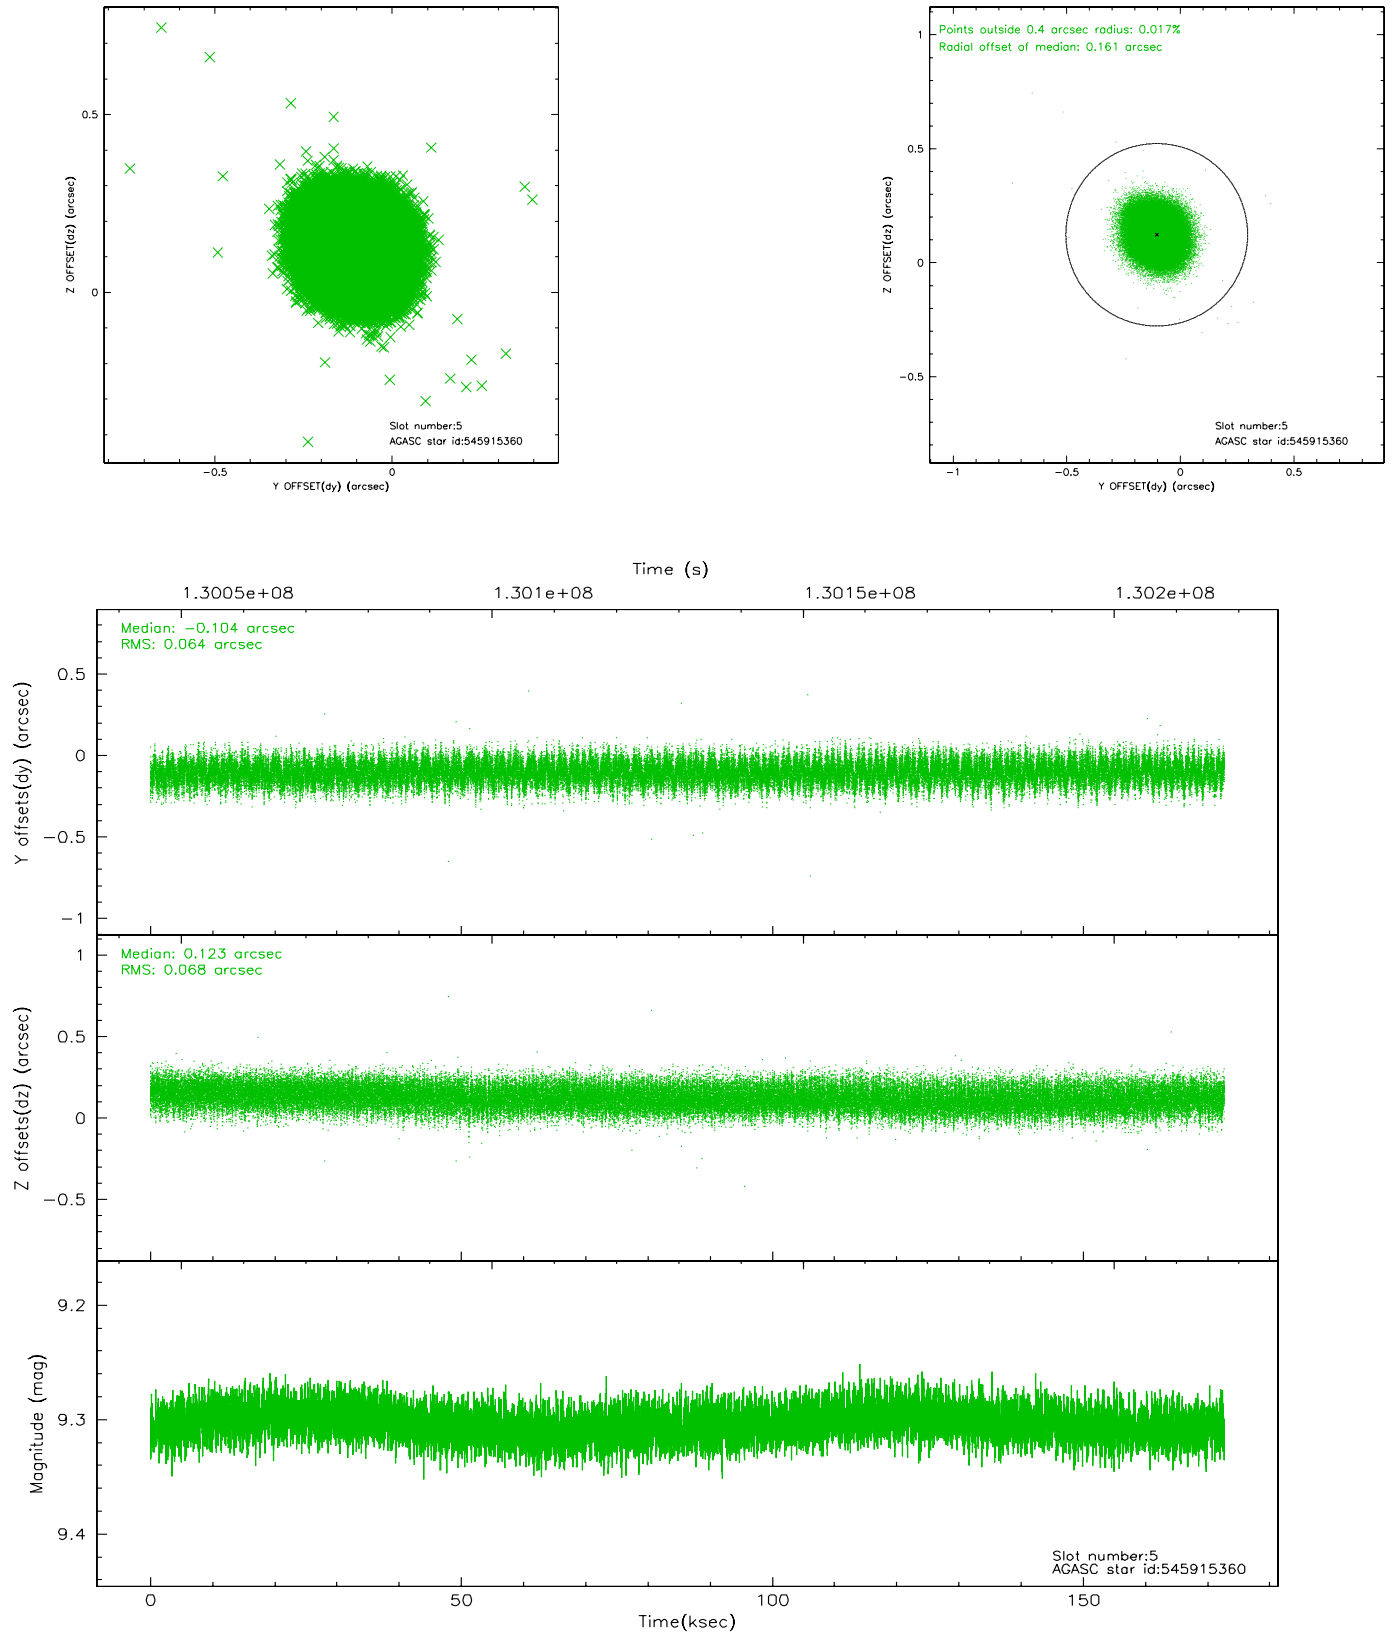 0.5
0
Z OFFSET(dz) (arcsec)
−0.5
0
Y OFFSET(dy) (arcsec)
Slot number:5
AGASC star id:545915360
Points outside 0.4 arcsec radius: 0.017%
Radial offset of median: 0.161 arcsec
1
0.5
0
−0.5
Z OFFSET(dz) (arcsec)
−1
−0.5
0
0.5
Y OFFSET(dy) (arcsec)
Slot number:5
AGASC star id:545915360
Time (s)
1.3005e+08
1.301e+08
1.3015e+08
1.302e+08
Median: −0.104 arcsec
RMS: 0.064 arcsec
0.5
0
−0.5
−1
Y offsets(dy) (arcsec)
Median: 0.123 arcsec
RMS: 0.068 arcsec
1
0.5
0
−0.5
Z offsets(dz) (arcsec)
9.2
9.3
9.4
Magnitude (mag)
Slot number:5
AGASC star id:545915360
0
50
100
150
Time(ksec)